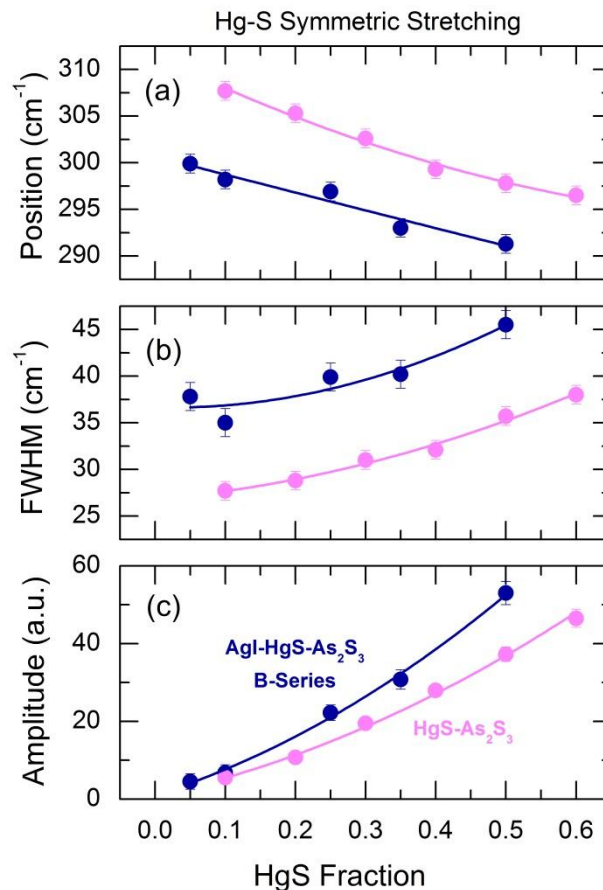 Hg-S Symmetric Stretching
(a)
Position (cm⁻¹)
310
305
300
295
290
(b)
FWHM (cm⁻¹)
45
40
35
30
25
(c)
Amplitude (a.u.)
60
40
20
0
AgI-HgS-As₂S₃
B-Series
HgS-As₂S₃
0.0 0.1 0.2 0.3 0.4 0.5 0.6
HgS Fraction